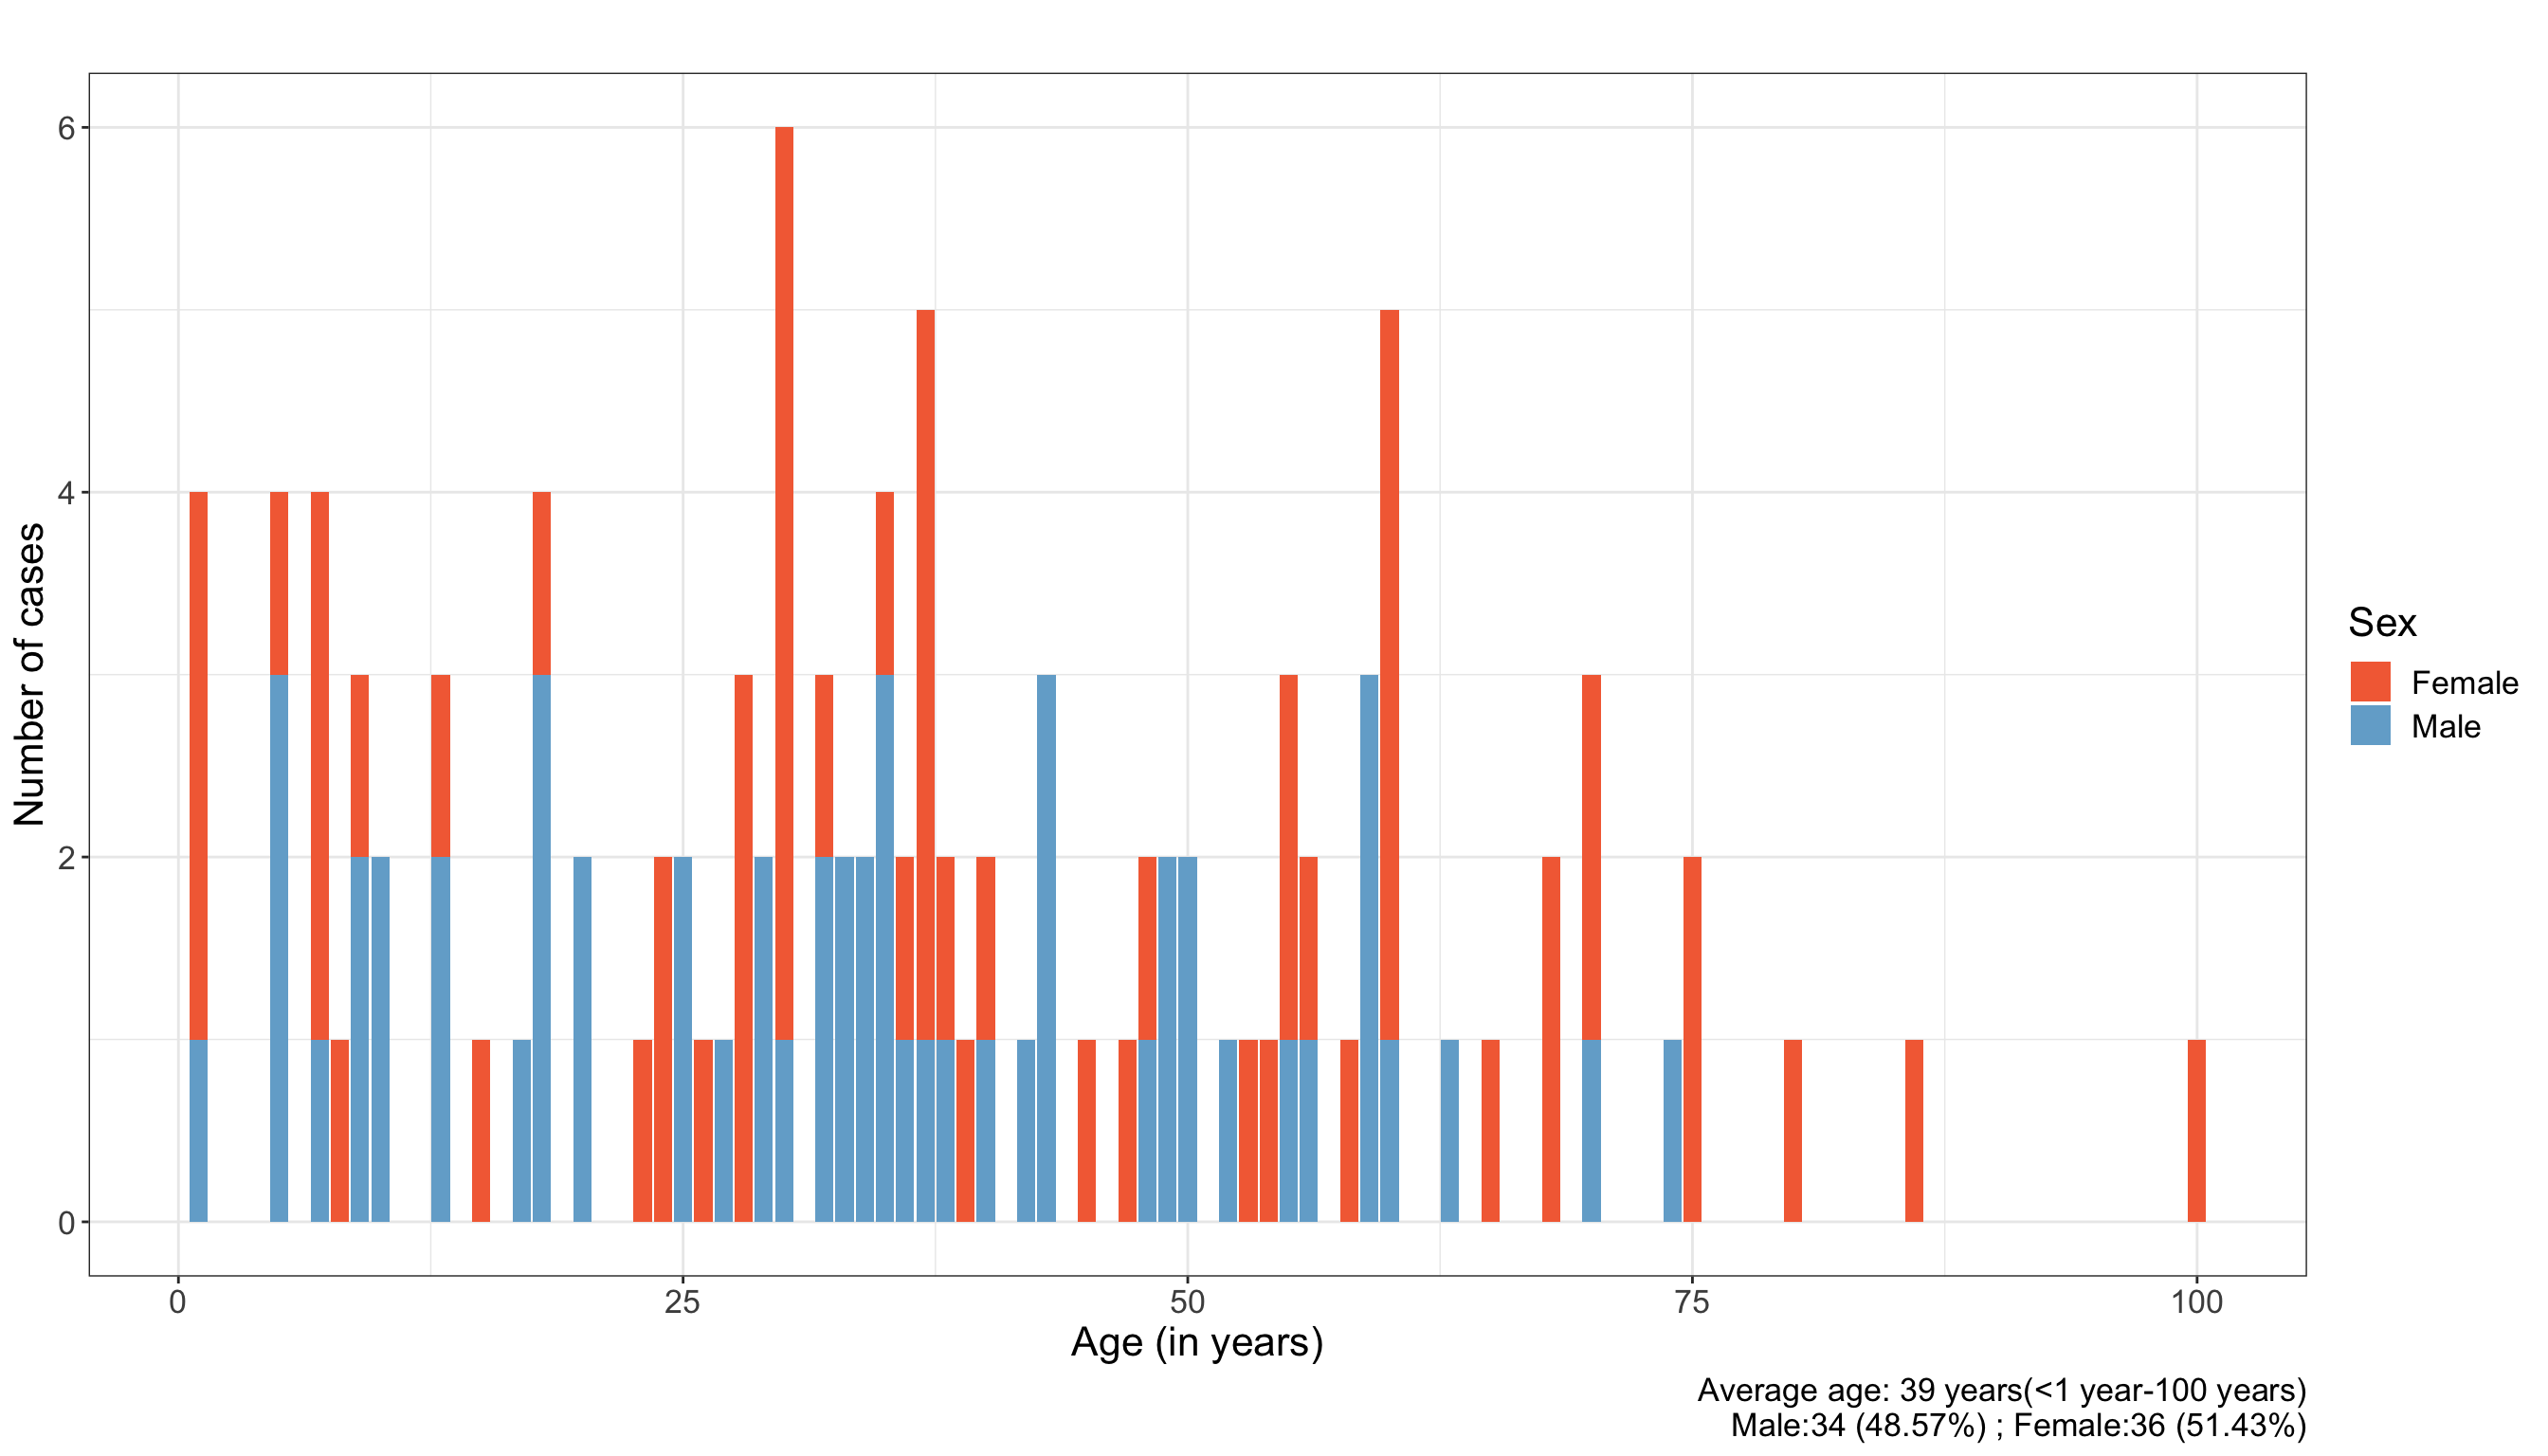 6
4
2
0
Number of cases
0 25 50 75 100
Age (in years)
Sex
Female
Male
Average age: 39 years(<1 year-100 years)
Male:34 (48.57%) ; Female:36 (51.43%)